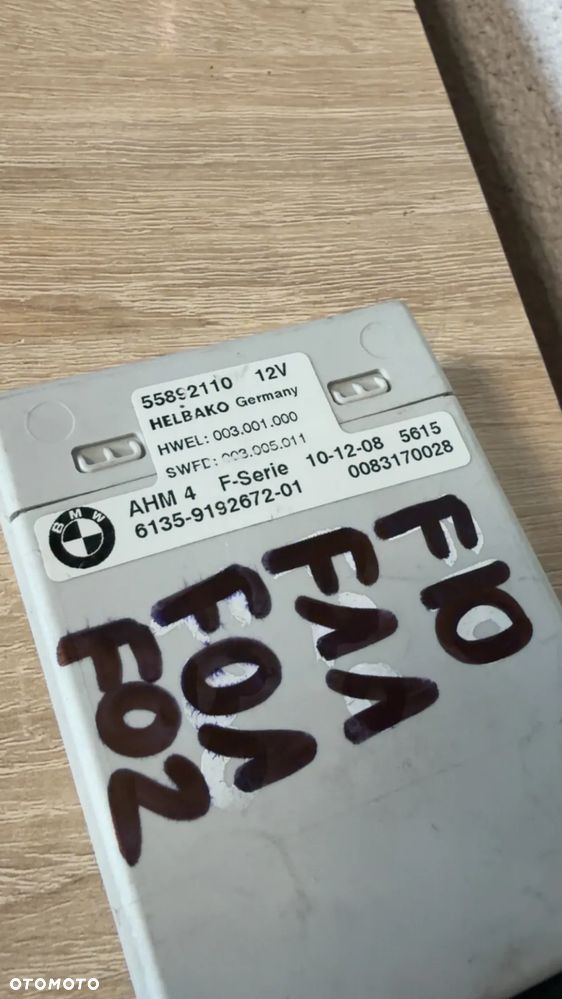 55892110 12V
HELBAKO Germany
HWEL: 003.001.000
SWFD: 003.005.011
AHM 4 F-Serie 10-12-08 5615
6135-9192672-01 0083170028
BMW
F10
F11
F01
F02
OTOMOTO